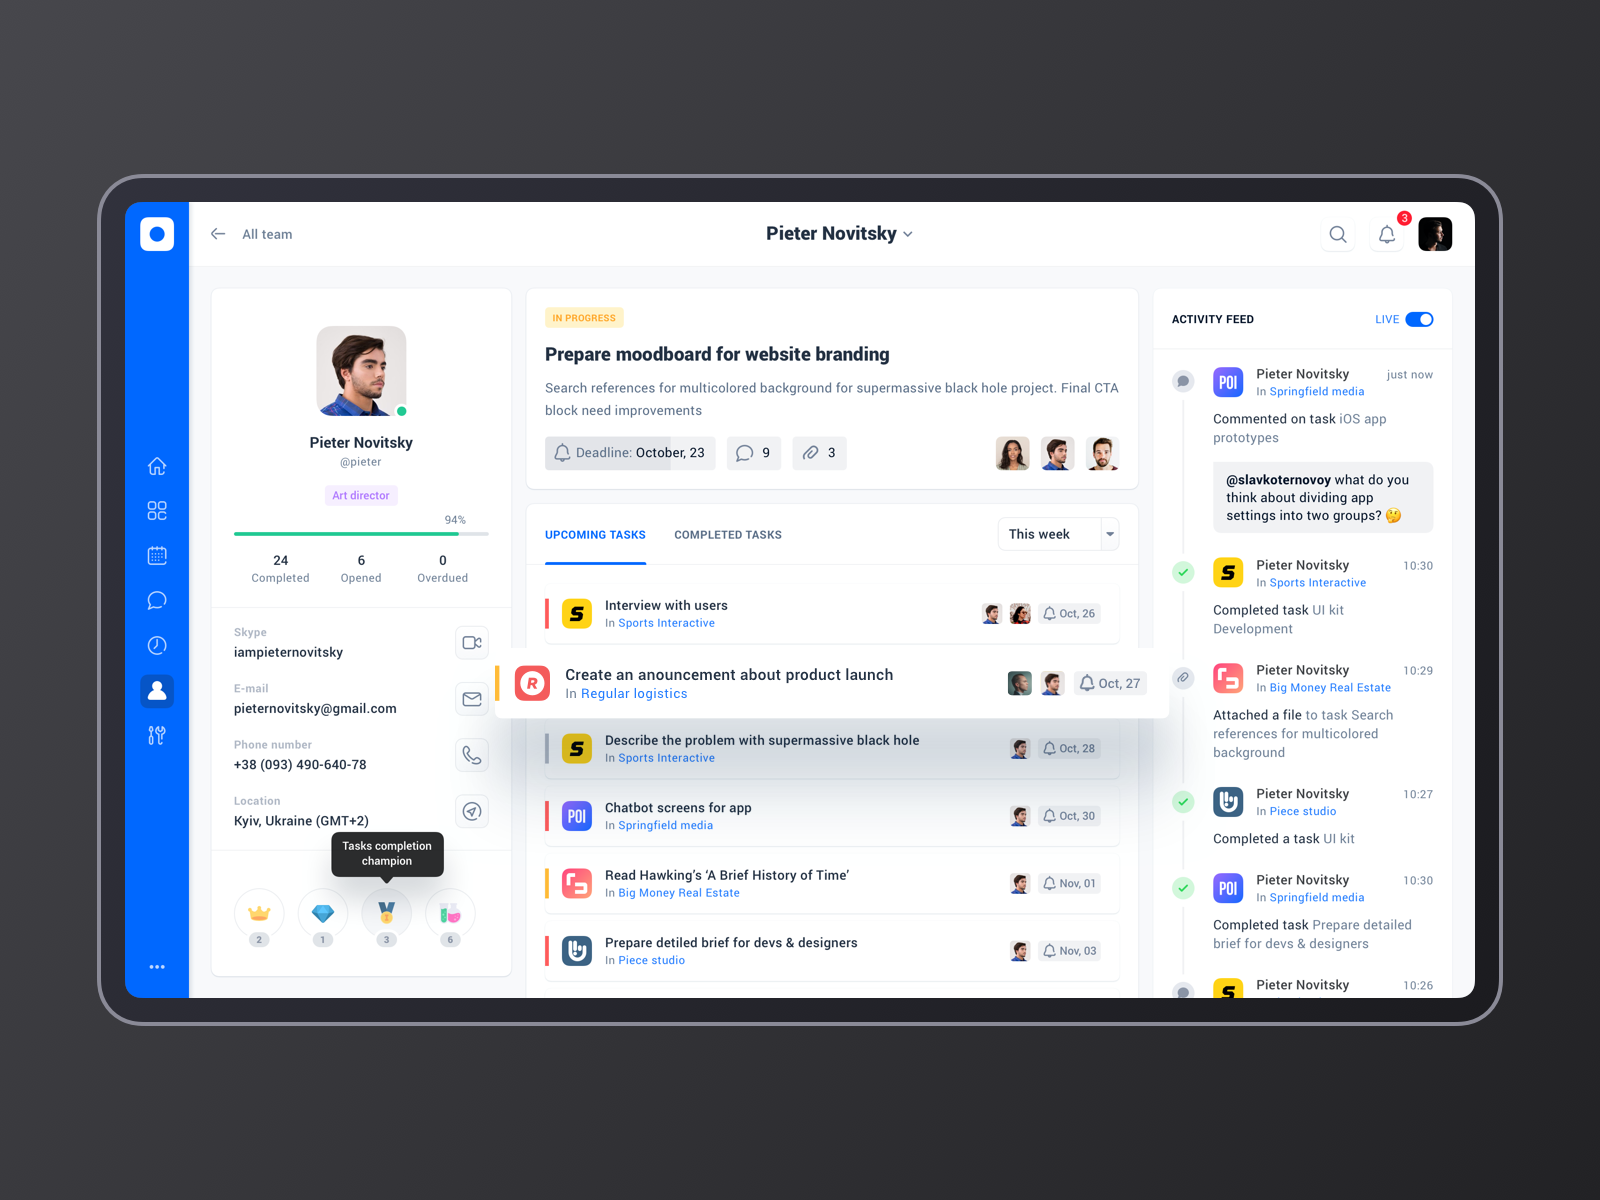 All team
Pieter Novitsky
3
Pieter Novitsky
@pieter
Art director
94%
24
Completed
6
Opened
0
Overdued
Skype
iampieternovitsky
E-mail
pieternovitsky@gmail.com
Phone number
+38 (093) 490-640-78
Location
Kyiv, Ukraine (GMT+2)
Tasks completion
champion
2
1
3
6
IN PROGRESS
Prepare moodboard for website branding
Search references for multicolored background for supermassive black hole project. Final CTA
block need improvements
Deadline: October, 23
9
3
UPCOMING TASKS
COMPLETED TASKS
This week
S
Interview with users
In Sports Interactive
Oct, 26
R
Create an anouncement about product launch
In Regular logistics
Oct, 27
S
Describe the problem with supermassive black hole
In Sports Interactive
Oct, 28
POI
Chatbot screens for app
In Springfield media
Oct, 30
Read Hawking’s ‘A Brief History of Time’
In Big Money Real Estate
Nov, 01
Prepare detiled brief for devs & designers
In Piece studio
Nov, 03
ACTIVITY FEED
LIVE
POI
Pieter Novitsky
just now
In Springfield media
Commented on task iOS app
prototypes
@slavkoternovoy what do you
think about dividing app
settings into two groups? 🤔
S
Pieter Novitsky
10:30
In Sports Interactive
Completed task UI kit
Development
Pieter Novitsky
10:29
In Big Money Real Estate
Attached a file to task Search
references for multicolored
background
Pieter Novitsky
10:27
In Piece studio
Completed a task UI kit
POI
Pieter Novitsky
10:30
In Springfield media
Completed task Prepare detailed
brief for devs & designers
S
Pieter Novitsky
10:26